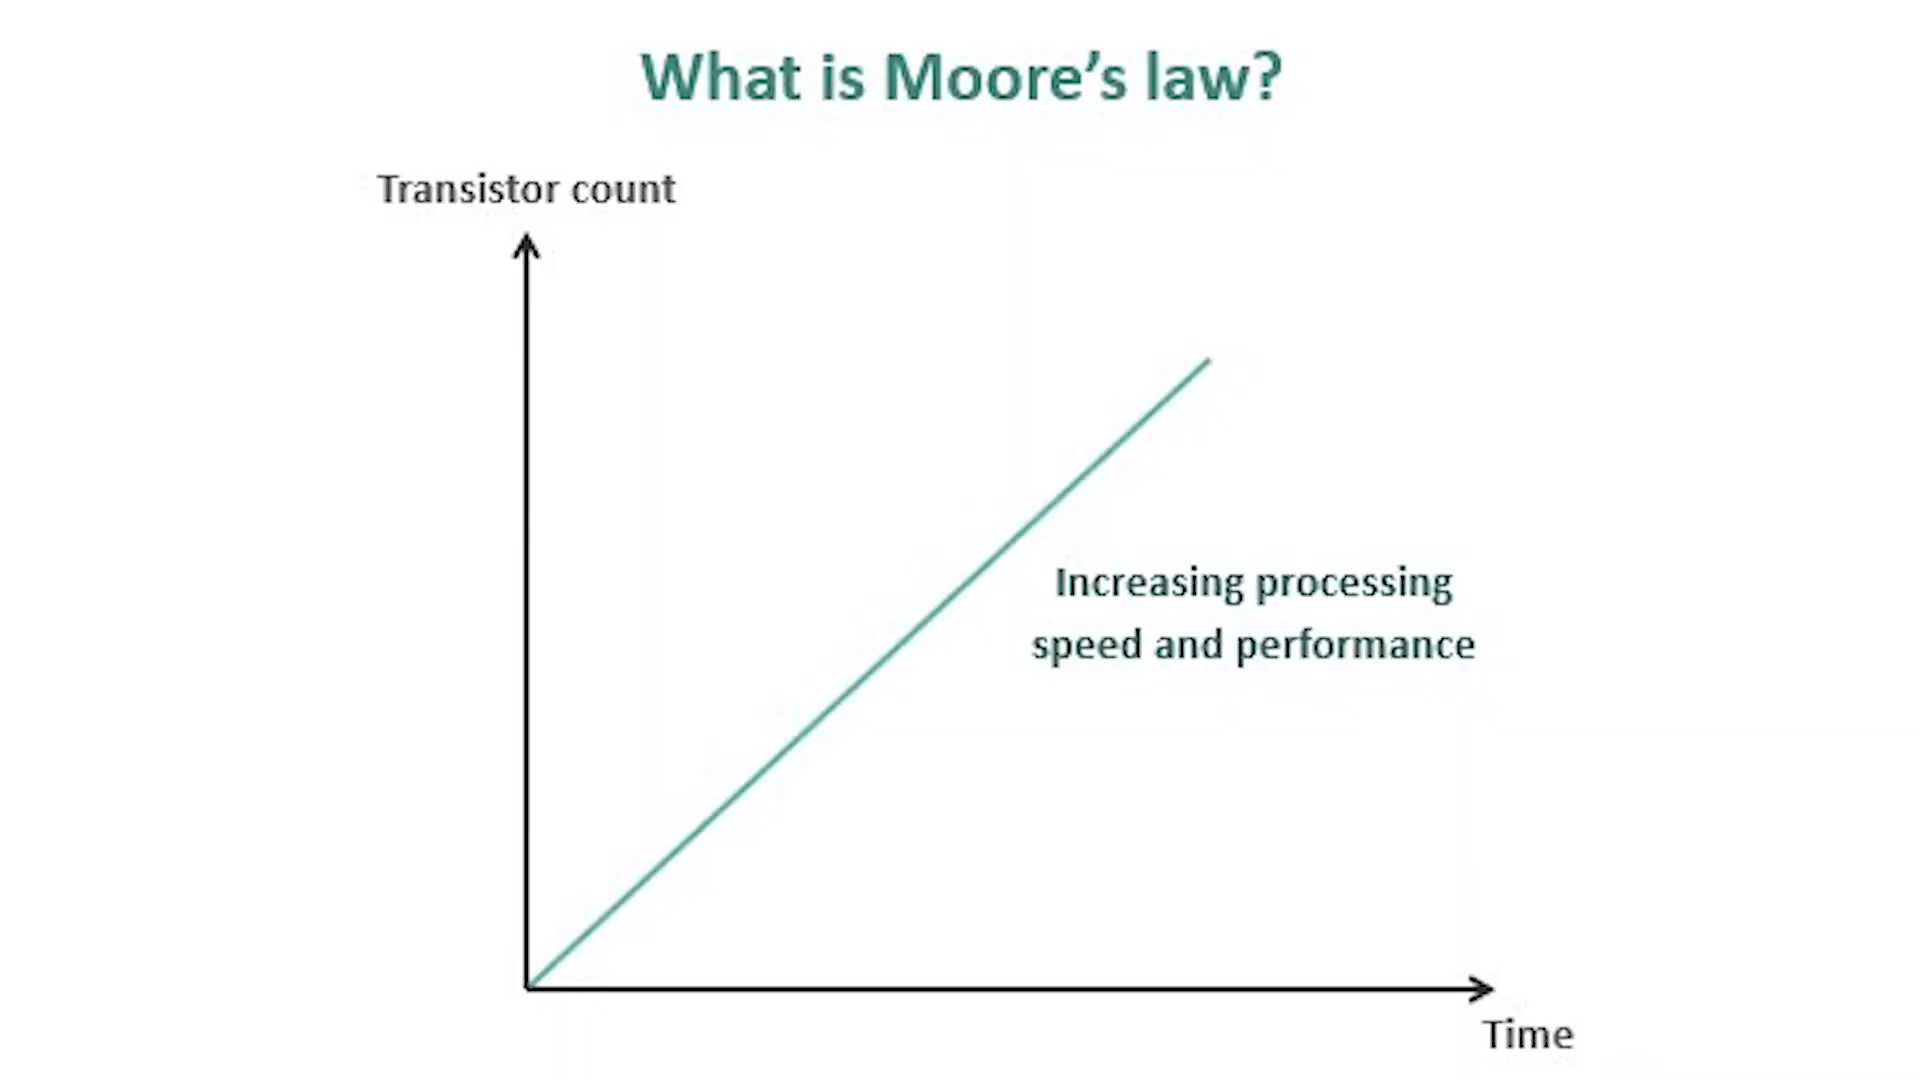 What is Moore’s law?
Transistor count
Increasing processing
speed and performance
Time